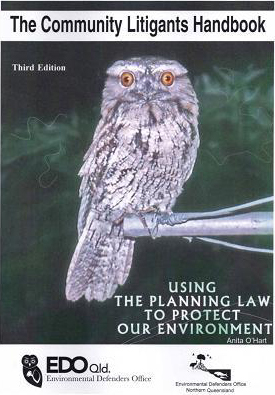 The Community Litigants Handbook
Third Edition
USING
THE PLANNING LAW
TO PROTECT
OUR ENVIRONMENT
Anita O'Hart
EDO Qld.
Environmental Defenders Office
Environmental Defenders Office
Northern Queensland